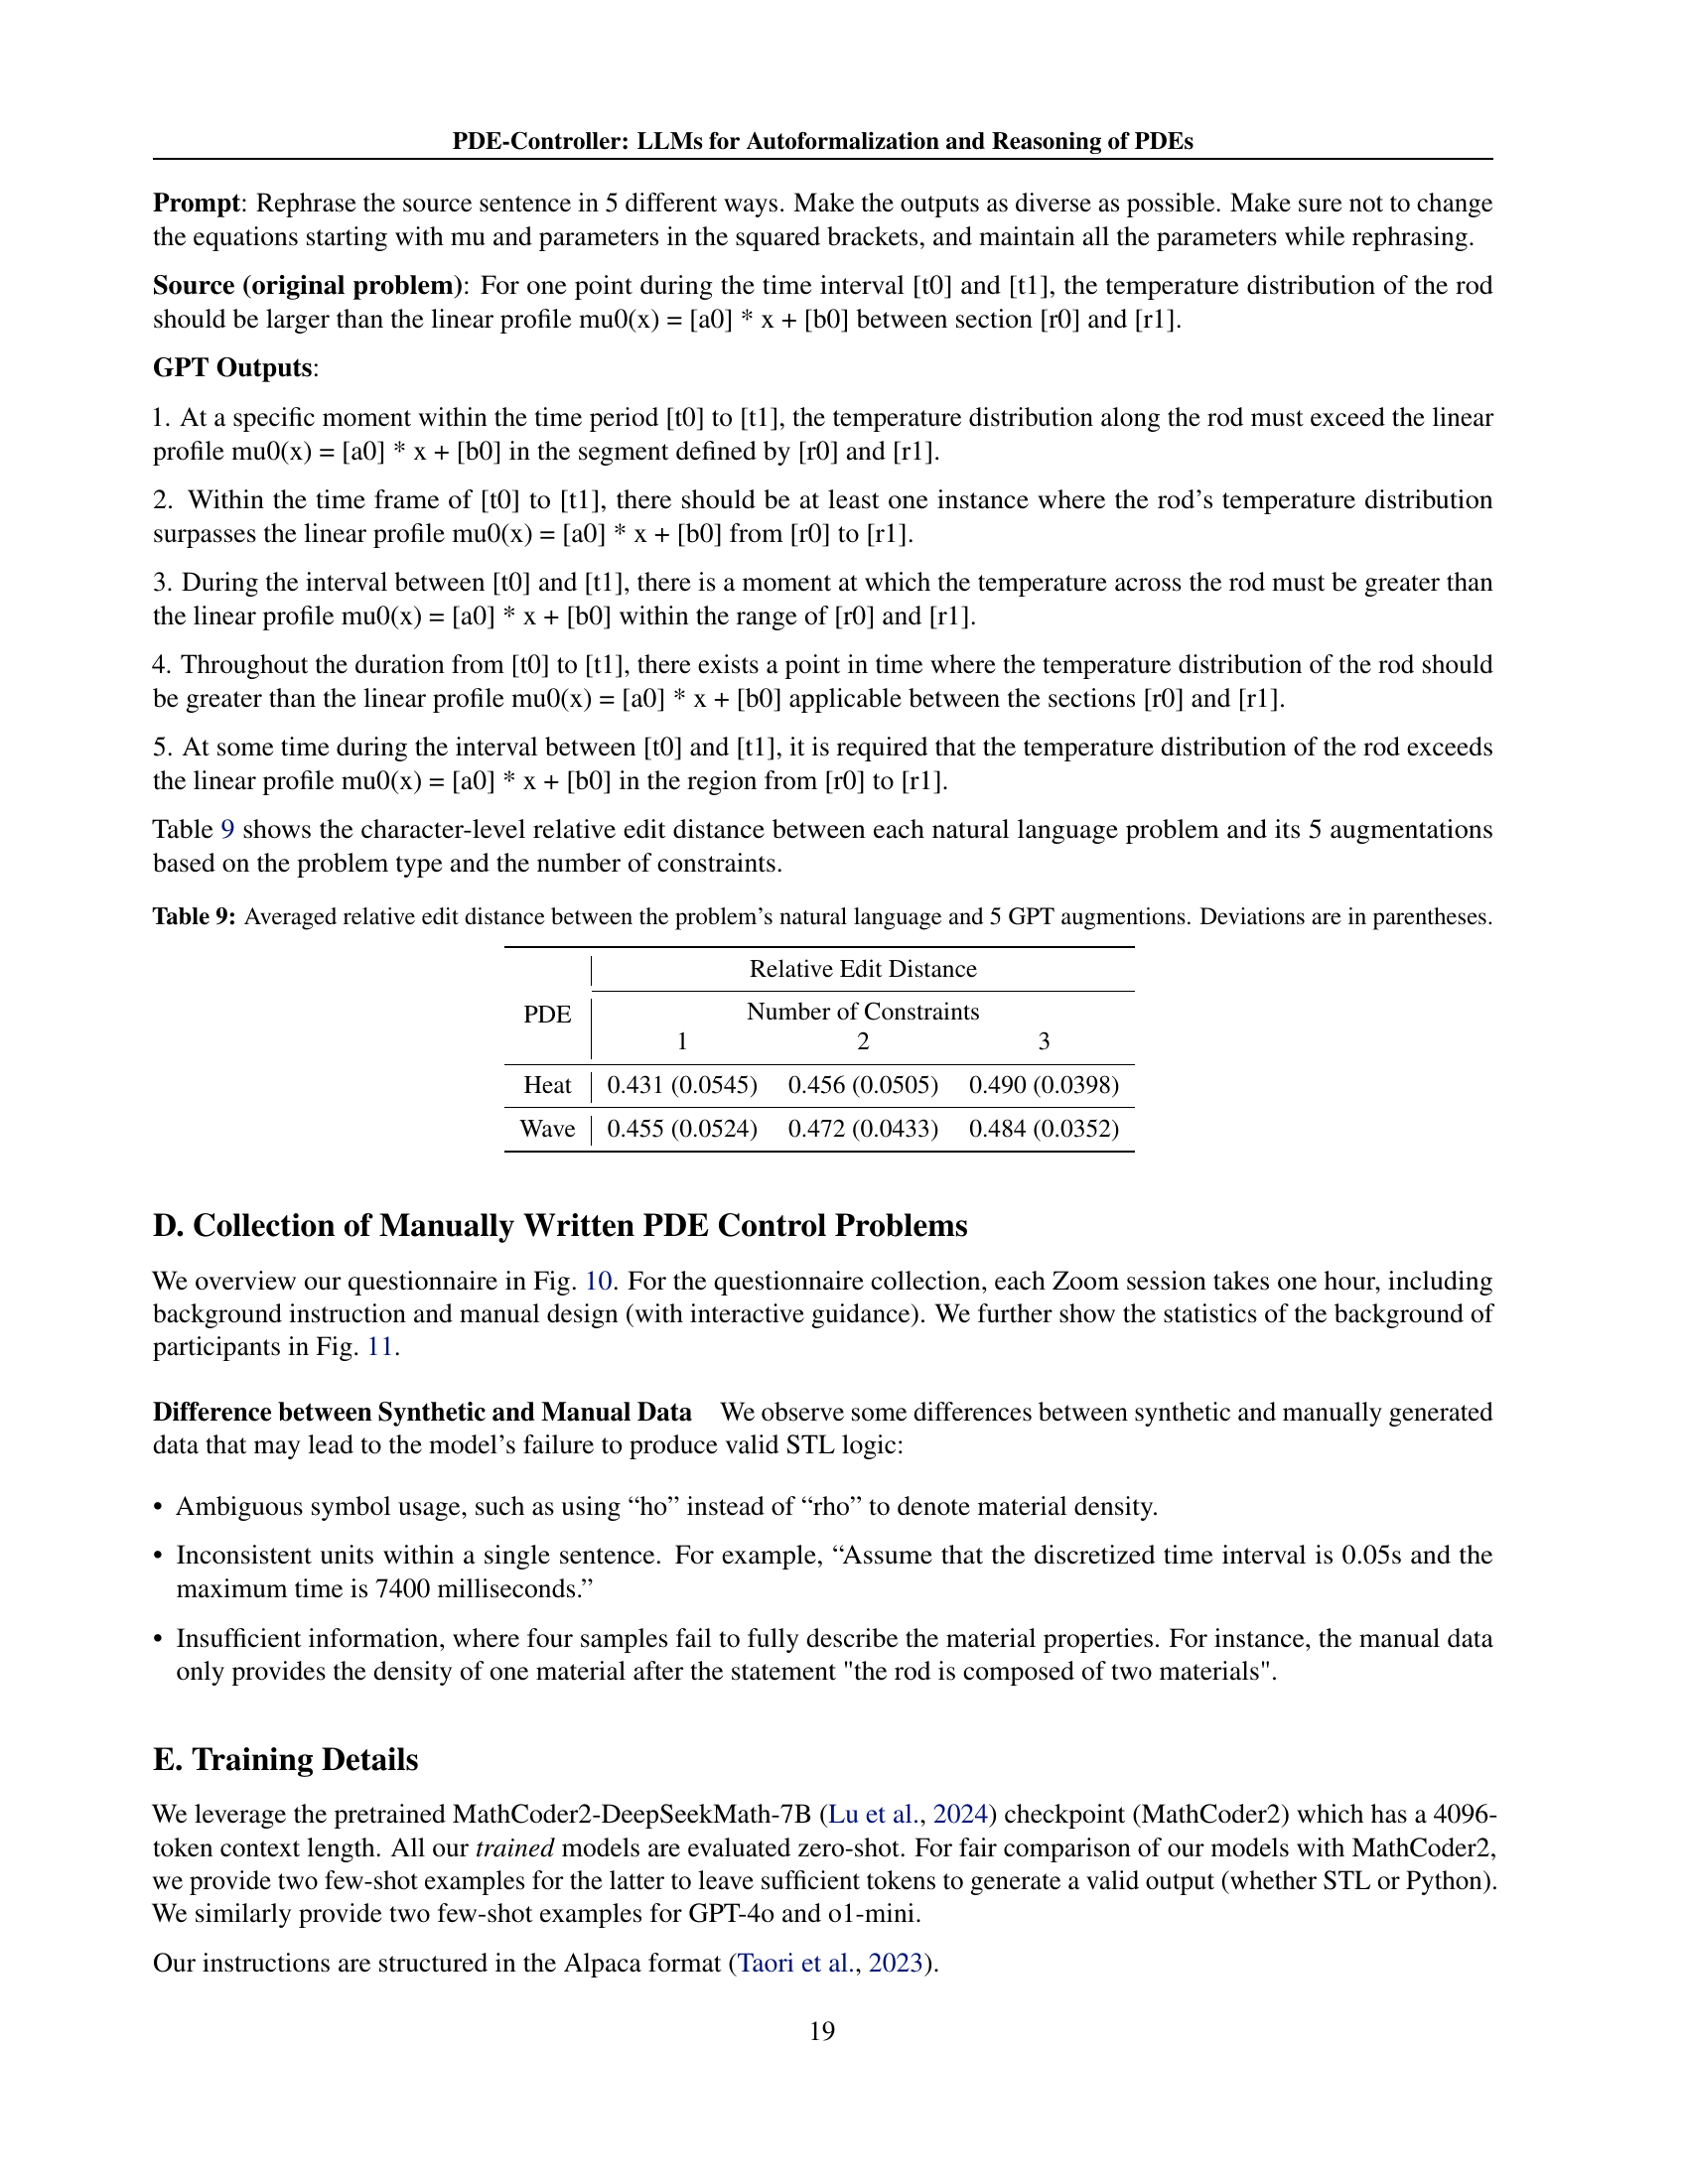 PDE-Controller: LLMs for Autoformalization and Reasoning of PDEs
Prompt: Rephrase the source sentence in 5 different ways. Make the outputs as diverse as possible. Make sure not to change
the equations starting with mu and parameters in the squared brackets, and maintain all the parameters while rephrasing.
Source (original problem): For one point during the time interval [t0] and [t1], the temperature distribution of the rod
should be larger than the linear profile mu0(x) = [a0] * x + [b0] between section [r0] and [r1].
GPT Outputs:
1. At a specific moment within the time period [t0] to [t1], the temperature distribution along the rod must exceed the linear
profile mu0(x) = [a0] * x + [b0] in the segment defined by [r0] and [r1].
2. Within the time frame of [t0] to [t1], there should be at least one instance where the rod's temperature distribution
surpasses the linear profile mu0(x) = [a0] * x + [b0] from [r0] to [r1].
3. During the interval between [t0] and [t1], there is a moment at which the temperature across the rod must be greater than
the linear profile mu0(x) = [a0] * x + [b0] within the range of [r0] and [r1].
4. Throughout the duration from [t0] to [t1], there exists a point in time where the temperature distribution of the rod should
be greater than the linear profile mu0(x) = [a0] * x + [b0] applicable between the sections [r0] and [r1].
5. At some time during the interval between [t0] and [t1], it is required that the temperature distribution of the rod exceeds
the linear profile mu0(x) = [a0] * x + [b0] in the region from [r0] to [r1].
Table 9 shows the character-level relative edit distance between each natural language problem and its 5 augmentations
based on the problem type and the number of constraints.
Table 9: Averaged relative edit distance between the problem's natural language and 5 GPT augmentions. Deviations are in parentheses.
Relative Edit Distance
PDE
Number of Constraints
1 2 3
Heat 0.431 (0.0545) 0.456 (0.0505) 0.490 (0.0398)
Wave 0.455 (0.0524) 0.472 (0.0433) 0.484 (0.0352)
D. Collection of Manually Written PDE Control Problems
We overview our questionnaire in Fig. 10. For the questionnaire collection, each Zoom session takes one hour, including
background instruction and manual design (with interactive guidance). We further show the statistics of the background of
participants in Fig. 11.
Difference between Synthetic and Manual Data We observe some differences between synthetic and manually generated
data that may lead to the model's failure to produce valid STL logic:
• Ambiguous symbol usage, such as using “ho” instead of “rho” to denote material density.
• Inconsistent units within a single sentence. For example, “Assume that the discretized time interval is 0.05s and the
maximum time is 7400 milliseconds.”
• Insufficient information, where four samples fail to fully describe the material properties. For instance, the manual data
only provides the density of one material after the statement "the rod is composed of two materials".
E. Training Details
We leverage the pretrained MathCoder2-DeepSeekMath-7B (Lu et al., 2024) checkpoint (MathCoder2) which has a 4096-
token context length. All our trained models are evaluated zero-shot. For fair comparison of our models with MathCoder2,
we provide two few-shot examples for the latter to leave sufficient tokens to generate a valid output (whether STL or Python).
We similarly provide two few-shot examples for GPT-4o and o1-mini.
Our instructions are structured in the Alpaca format (Taori et al., 2023).
19